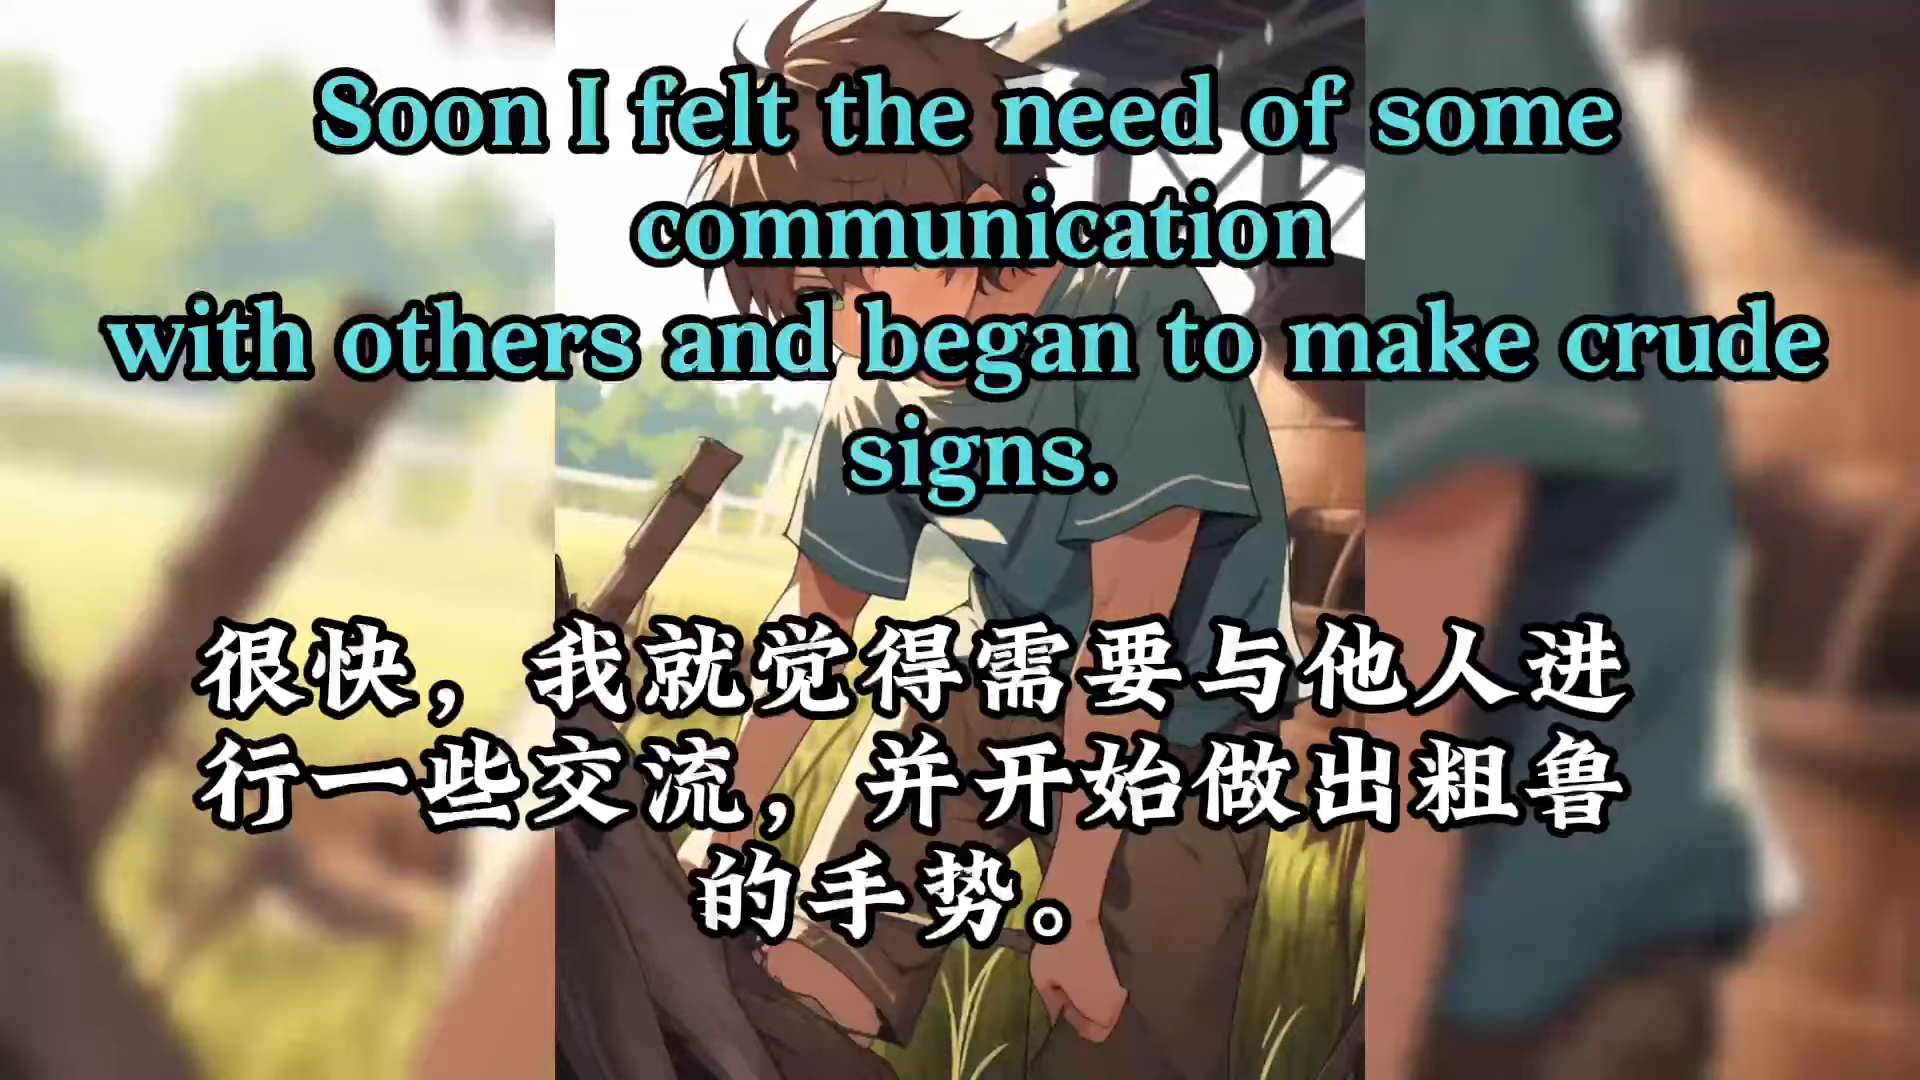 Soon I felt the need of some
communication
with others and began to make crude
signs.
很快，我就觉得需要与他人进
行一些交流，并开始做出粗鲁
的手势。